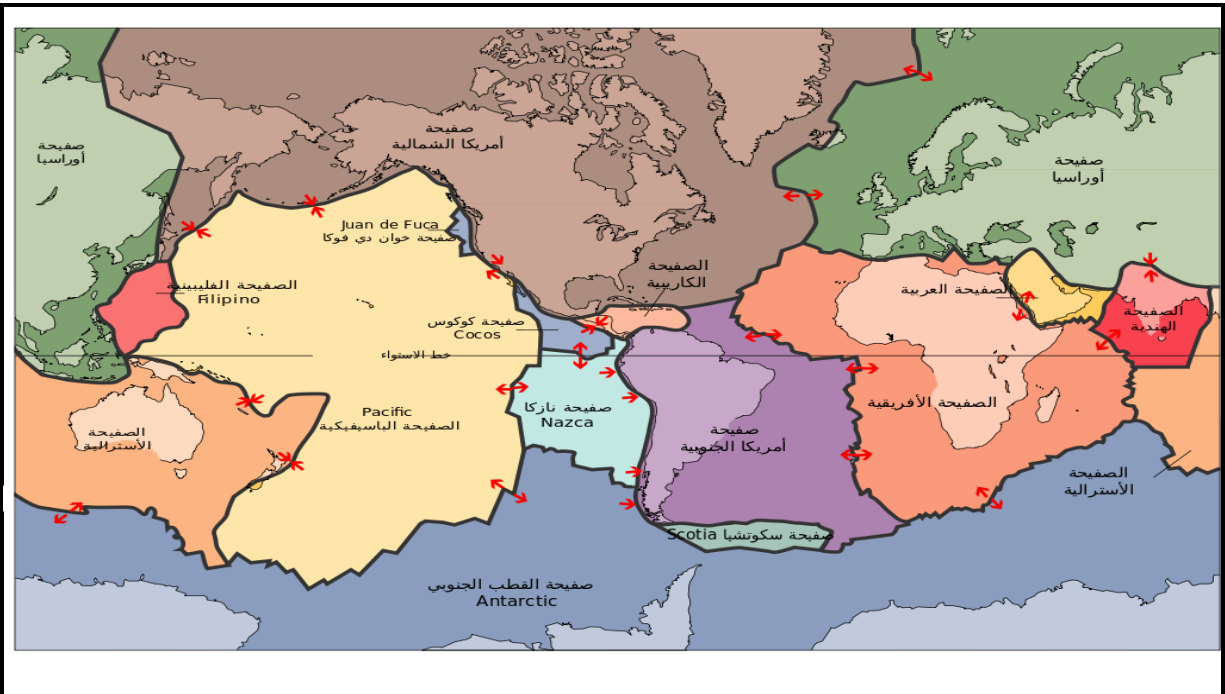 صفيحة
أمريكا الشمالية
صفيحة
أوراسيا
صفيحة
أوراسيا
Juan de Fuca
صفيحة خوان دي فوكا
الصفيحة
الكاريبية
الصفيحة الفليبينية
Filipino
الصفيحة العربية
الصفيحة
الهندية
صفيحة كوكوس
Cocos
خط الاستواء
صفيحة نازكا
Nazca
Pacific
الصفيحة الباسيفيكية
الصفيحة الأفريقية
صفيحة
أمريكا الجنوبية
الصفيحة
الأسترالية
الصفيحة
الأسترالية
صفيحة سكوتشيا Scotia
صفيحة القطب الجنوبي
Antarctic